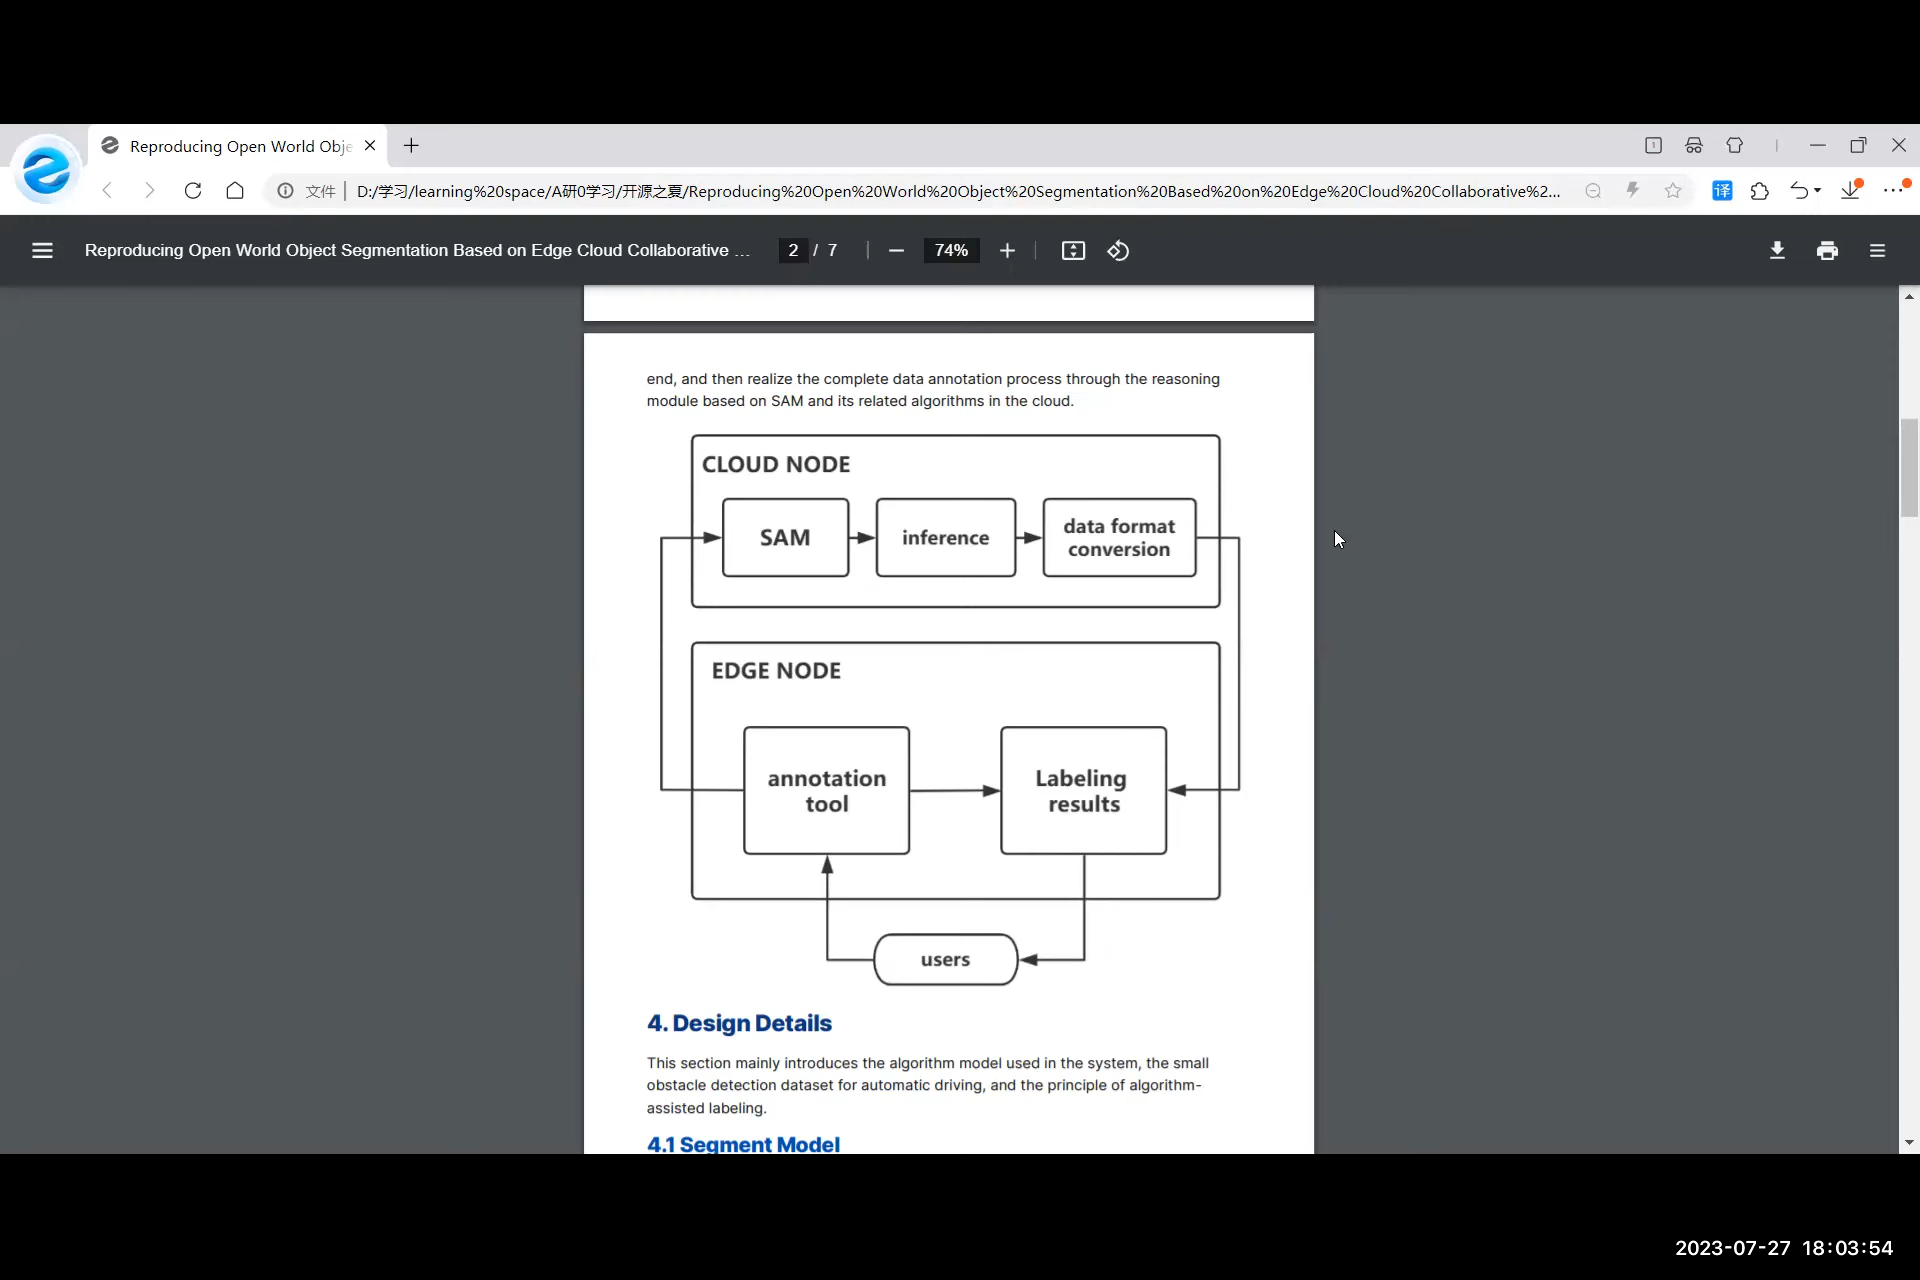 Reproducing Open World Obje
文件 D:/学习/learning%20space/A研0学习/开源之夏/Reproducing%20Open%20World%20Object%20Segmentation%20Based%20on%20Edge%20Cloud%20Collaborative%2...
译
Reproducing Open World Object Segmentation Based on Edge Cloud Collaborative ... 2 / 7 74%
end, and then realize the complete data annotation process through the reasoning
module based on SAM and its related algorithms in the cloud.
CLOUD NODE
SAM
inference
data format
conversion
EDGE NODE
annotation
tool
Labeling
results
users
4. Design Details
This section mainly introduces the algorithm model used in the system, the small
obstacle detection dataset for automatic driving, and the principle of algorithm-
assisted labeling.
4.1 Segment Model
2023-07-27 18:03:54